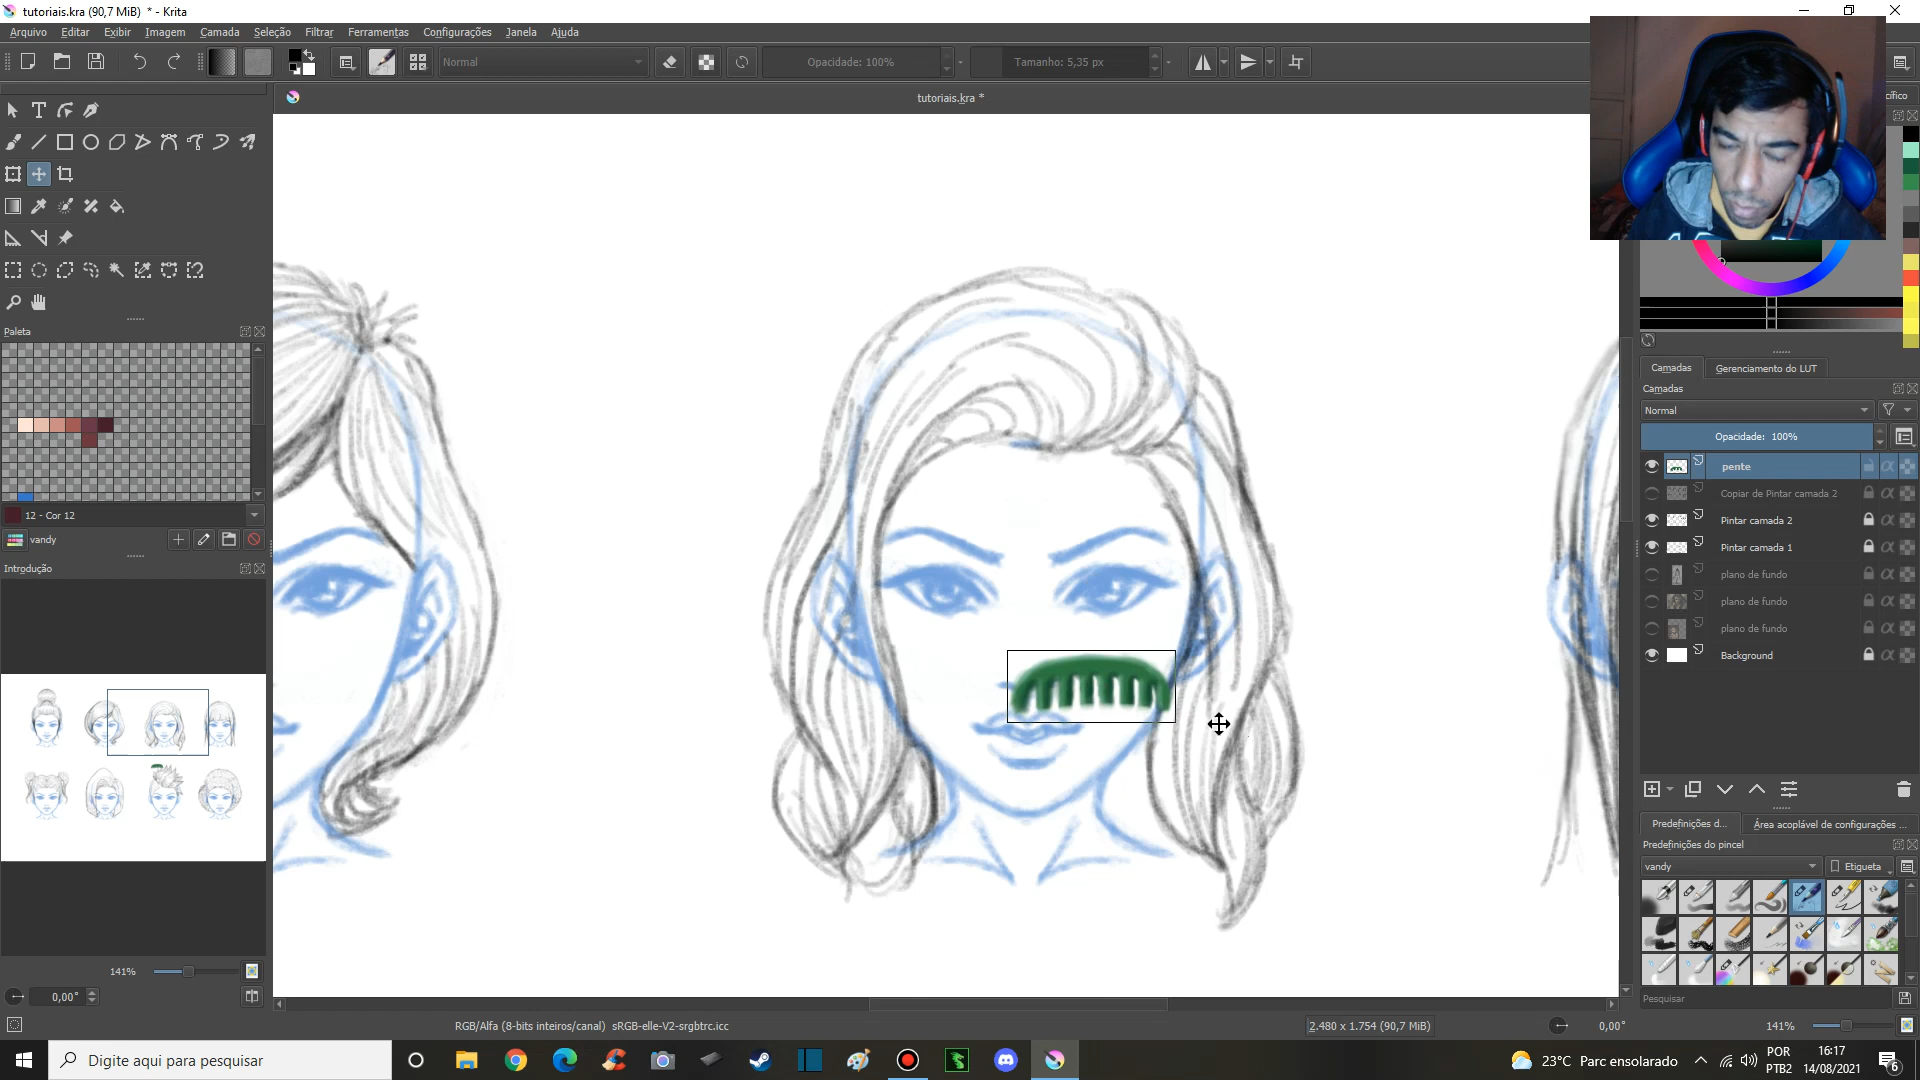 tutoriais.kra (90,7 MiB) * - Krita
Arquivo Editar Exibir Imagem Camada Seleção Filtrar Ferramentas Configurações Janela Ajuda
Normal
Opacidade: 100%
Tamanho: 5,35 px
tutoriais.kra *
Paleta
12 - Cor 12
vandy
Introdução
141%
0,00°
Camadas
Gerenciamento do LUT
Camadas
Normal
Opacidade: 100%
pente
Copiar de Pintar camada 2
Pintar camada 2
Pintar camada 1
plano de fundo
plano de fundo
plano de fundo
Background
Predefinições d...
Área acoplável de configurações ...
Predefinições do pincel
vandy
Etiqueta
Pesquisar
RGB/Alfa (8-bits inteiros/canal) sRGB-elle-V2-srgbtrc.icc
2.480 x 1.754 (90,7 MiB)
0,00°
141%
Digite aqui para pesquisar
23°C Parc ensolarado
POR
PTB2
16:17
14/08/2021
6